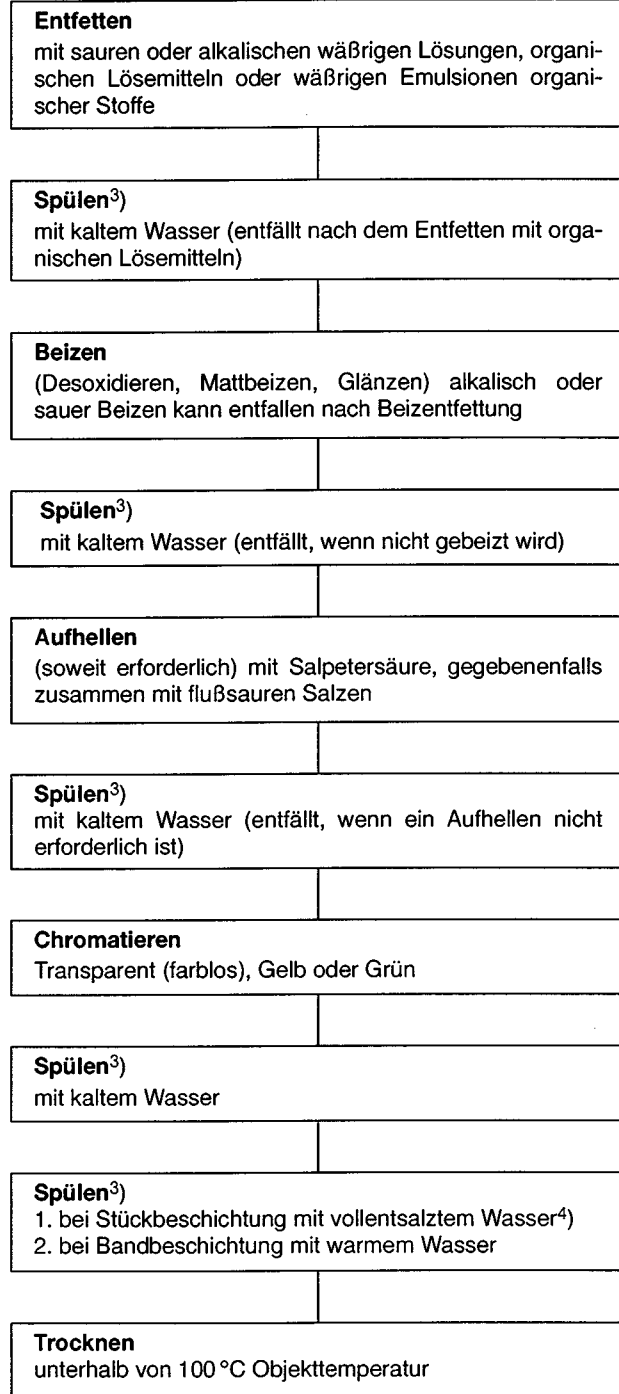 Entfetten
mit sauren oder alkalischen wäßrigen Lösungen, organi-
schen Lösemitteln oder wäßrigen Emulsionen organi-
scher Stoffe
Spülen³)
mit kaltem Wasser (entfällt nach dem Entfetten mit orga-
nischen Lösemitteln)
Beizen
(Desoxidieren, Mattbeizen, Glänzen) alkalisch oder
sauer Beizen kann entfallen nach Beizentfettung
Spülen³)
mit kaltem Wasser (entfällt, wenn nicht gebeizt wird)
Aufhellen
(soweit erforderlich) mit Salpetersäure, gegebenenfalls
zusammen mit flußsauren Salzen
Spülen³)
mit kaltem Wasser (entfällt, wenn ein Aufhellen nicht
erforderlich ist)
Chromatieren
Transparent (farblos), Gelb oder Grün
Spülen³)
mit kaltem Wasser
Spülen³)
1. bei Stückbeschichtung mit vollentsalztem Wasser⁴)
2. bei Bandbeschichtung mit warmem Wasser
Trocknen
unterhalb von 100 °C Objekttemperatur